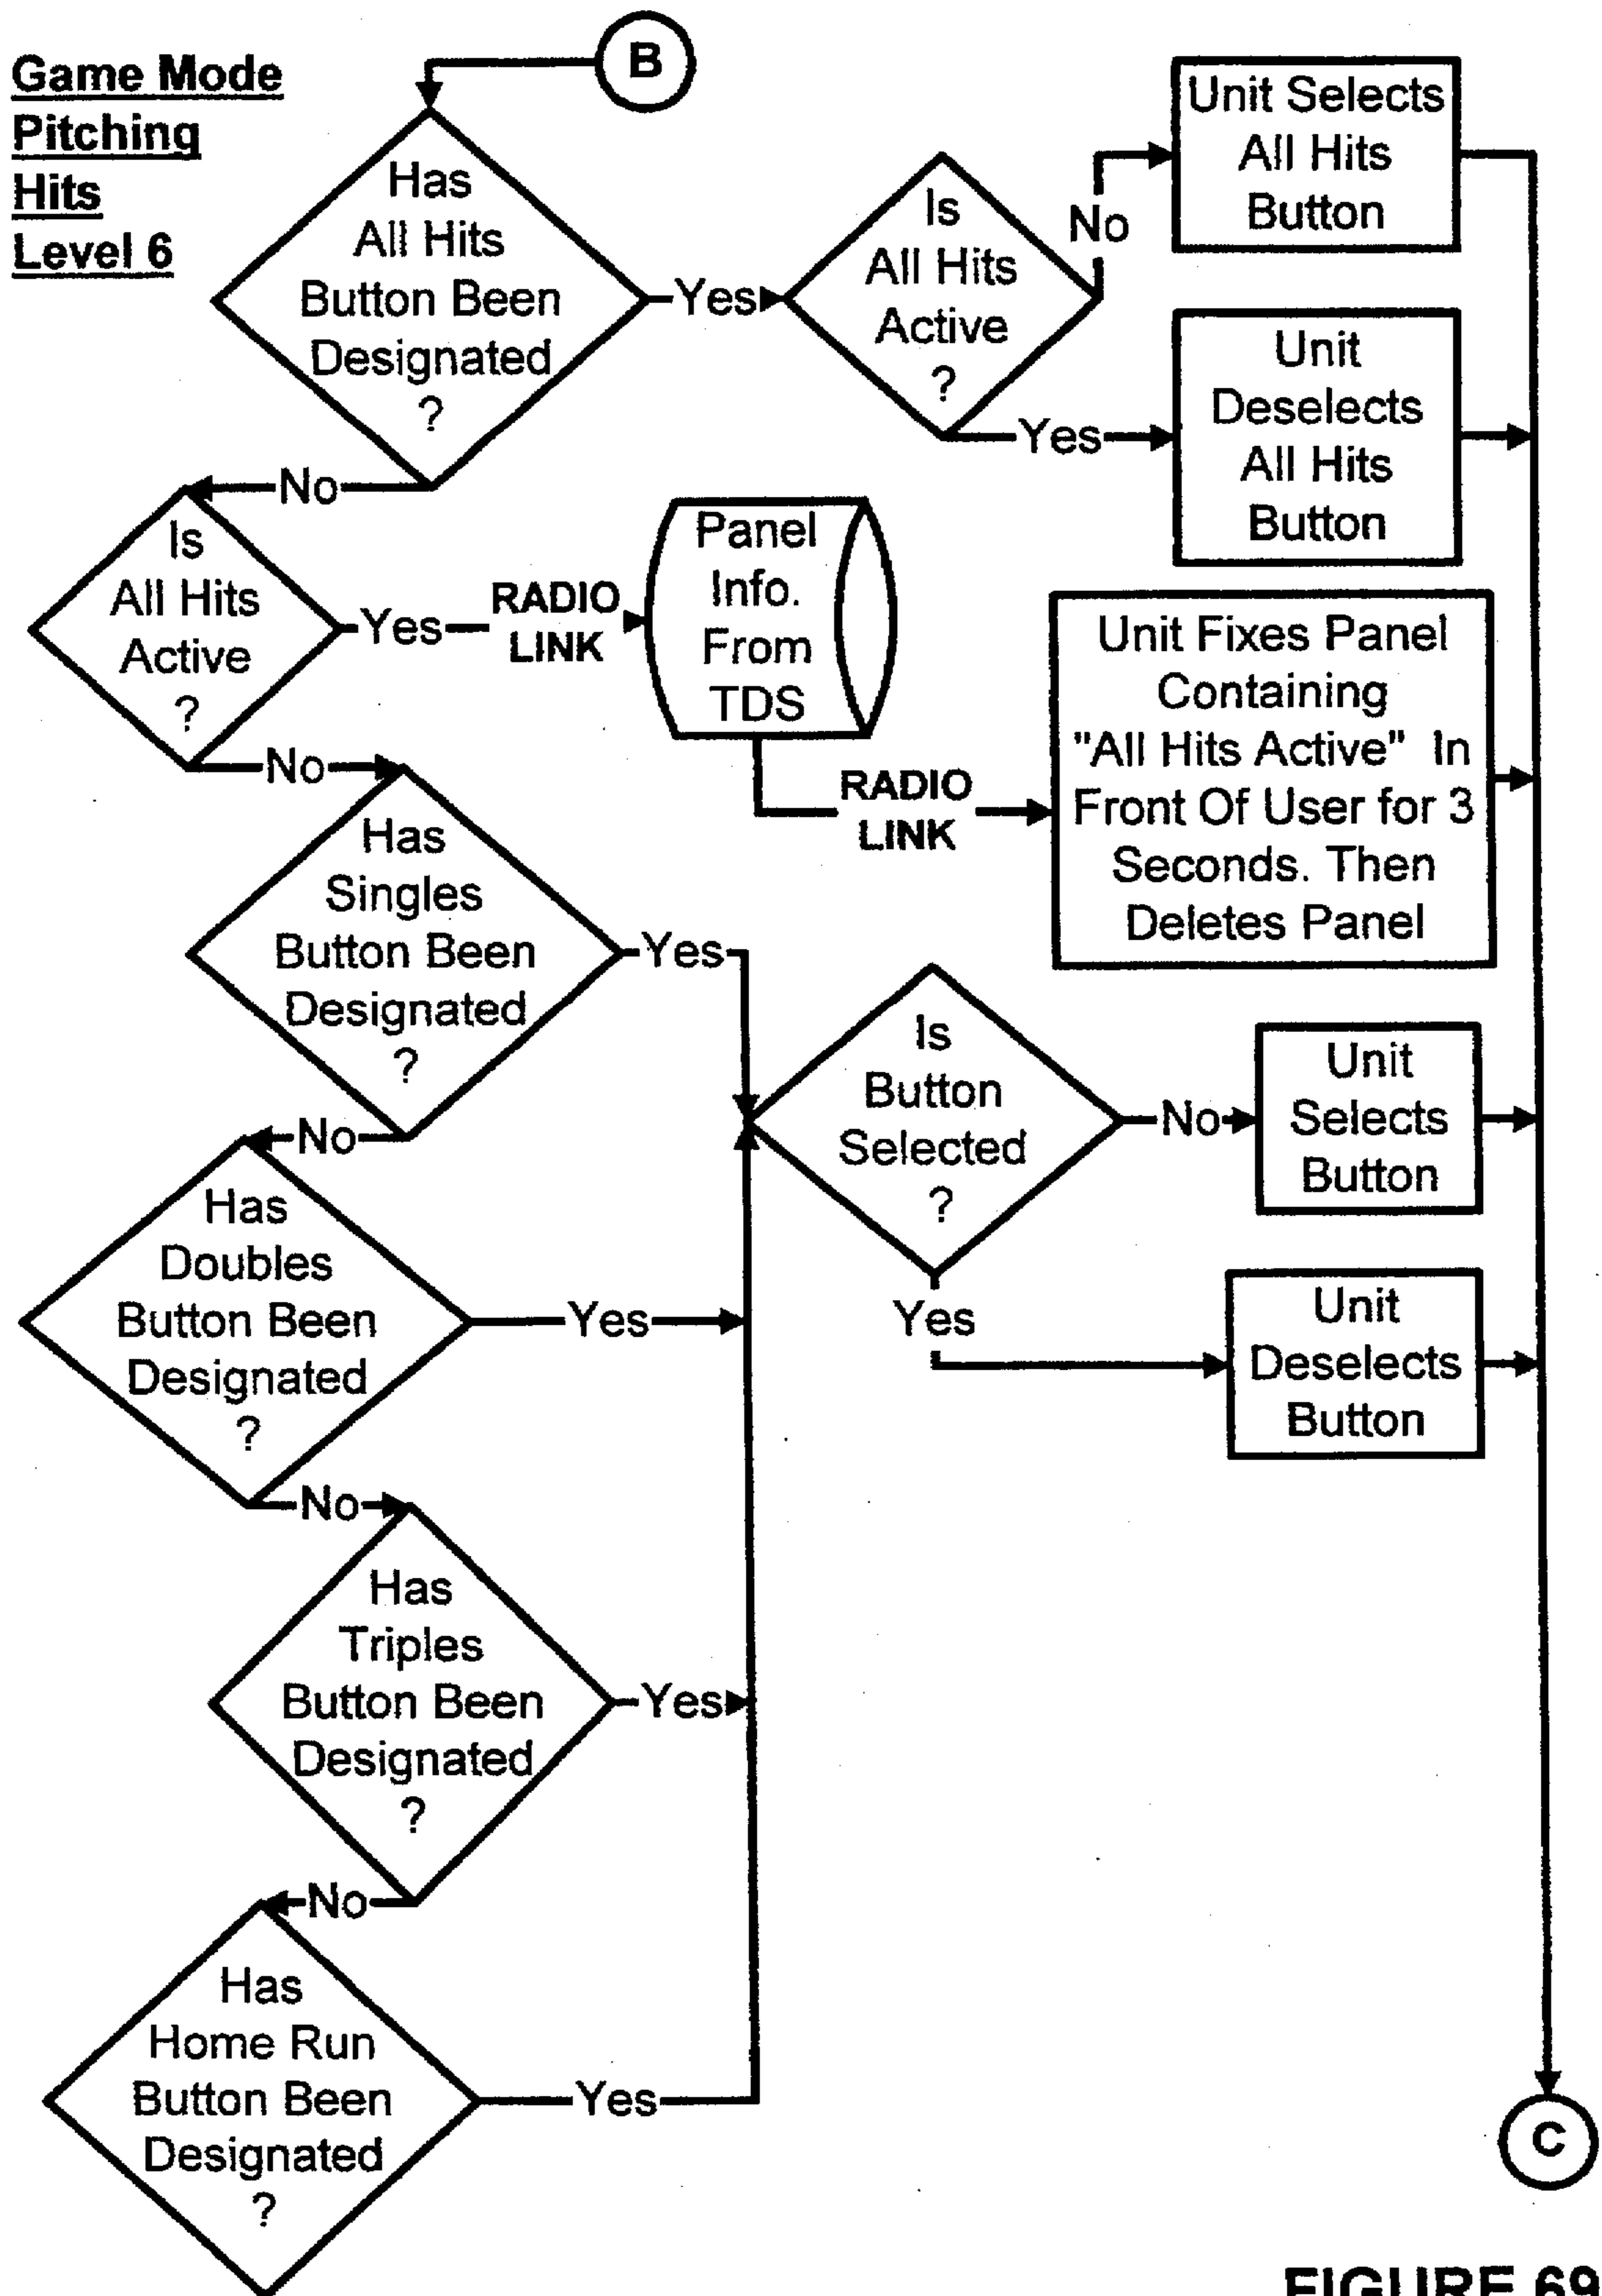 Game Mode
Pitching
Hits
Level 6
B
Has
All Hits
Button Been
Designated
?
Yes
Is
All Hits
Active
?
No
Unit Selects
All Hits
Button
Yes
Unit
Deselects
All Hits
Button
No
Is
All Hits
Active
?
Yes
RADIO
LINK
Panel
Info.
From
TDS
RADIO
LINK
Unit Fixes Panel
Containing
"All Hits Active" In
Front Of User for 3
Seconds. Then
Deletes Panel
No
Has
Singles
Button Been
Designated
?
Yes
Is
Button
Selected
?
No
Unit
Selects
Button
Yes
Unit
Deselects
Button
No
Has
Doubles
Button Been
Designated
?
Yes
No
Has
Triples
Button Been
Designated
?
Yes
No
Has
Home Run
Button Been
Designated
?
Yes
C
FIGURE 69